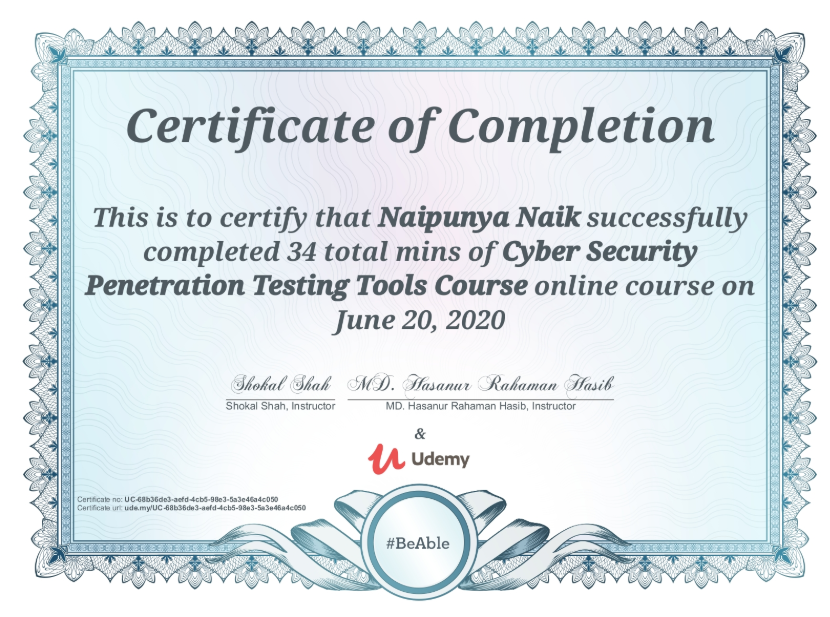 Certificate of Completion
This is to certify that Naipunya Naik successfully
completed 34 total mins of Cyber Security
Penetration Testing Tools Course online course on
June 20, 2020
Shokal Shah MD. Hasanur Rahaman Hasib
Shokal Shah, Instructor MD. Hasanur Rahaman Hasib, Instructor
&
Udemy
Certificate no: UC-68b36de3-aefd-4cb5-98e3-5a3e46a4c050
Certificate url: ude.my/UC-68b36de3-aefd-4cb5-98e3-5a3e46a4c050
#BeAble